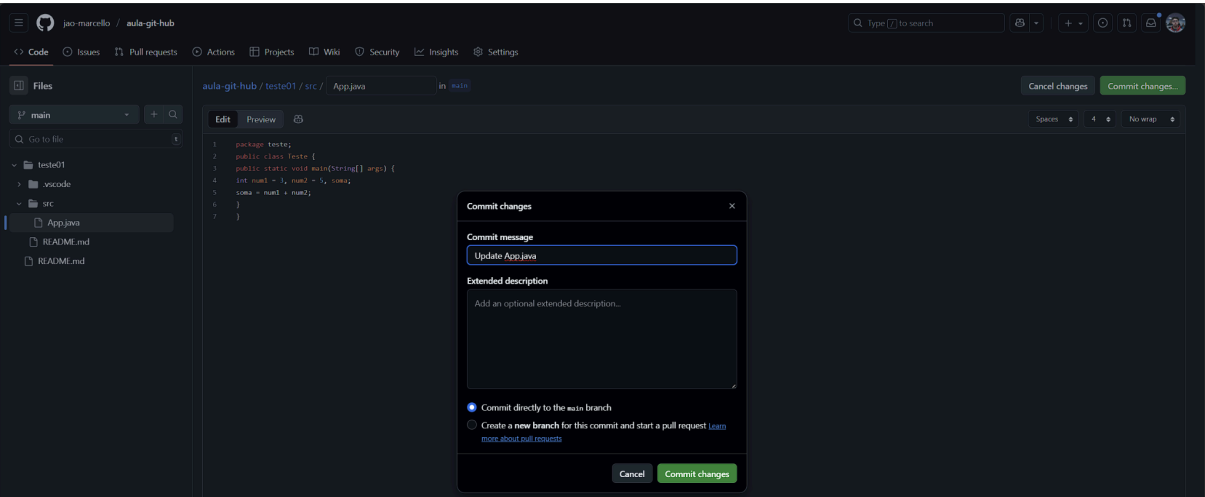 jao-marcello / aula-git-hub
Type / to search
Code Issues Pull requests Actions Projects Wiki Security Insights Settings
Files
aula-git-hub / teste01 / src / App.java in main
Cancel changes Commit changes...
main
Edit Preview
Spaces 4 No wrap
Go to file t
1 package teste;
2 public class Teste {
3 public static void main(String[] args) {
4 int num1 = 3, num2 = 5, soma;
5 soma = num1 + num2;
6 }
7 }
teste01
.vscode
src
App.java
README.md
README.md
Commit changes
Commit message
Update App.java
Extended description
Add an optional extended description...
Commit directly to the main branch
Create a new branch for this commit and start a pull request Learn
more about pull requests
Cancel Commit changes